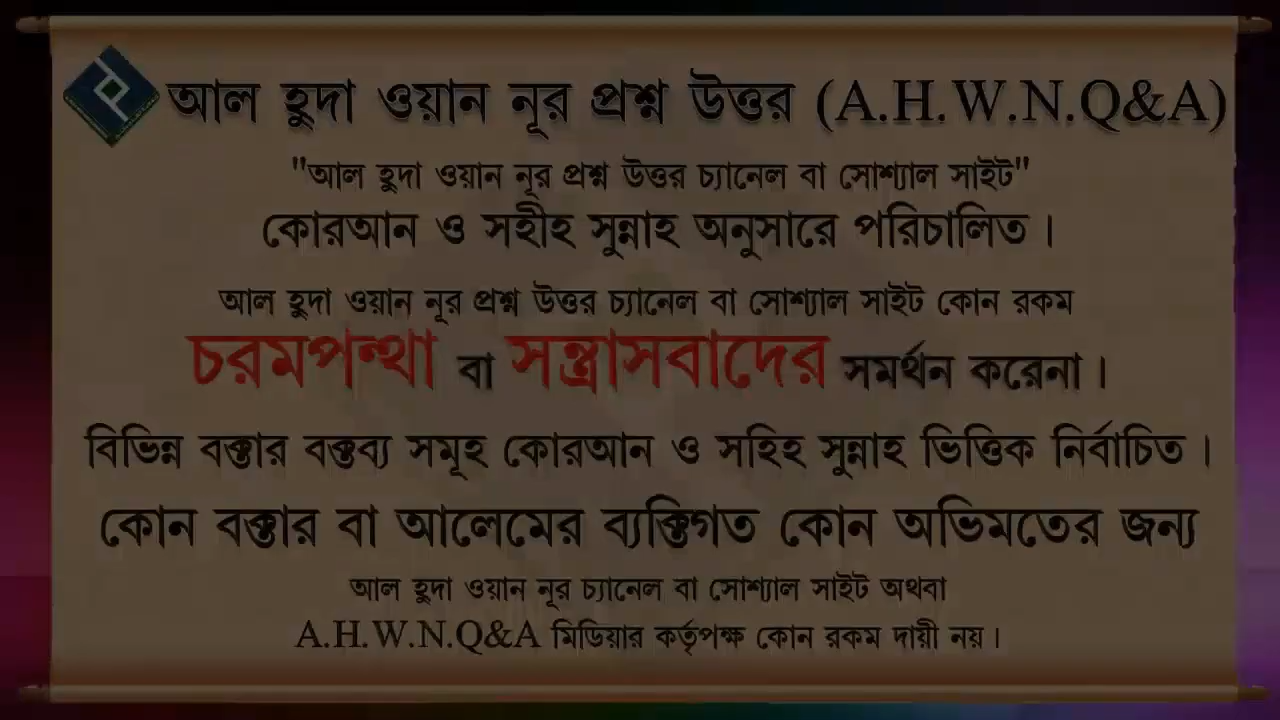 আল হুদা ওয়ান নূর প্রশ্ন উত্তর (A.H.W.N.Q&A)
"আল হুদা ওয়ান নূর প্রশ্ন উত্তর চ্যানেল বা সোশ্যাল সাইট"
কোরআন ও সহীহ সুন্নাহ অনুসারে পরিচালিত ।
আল হুদা ওয়ান নূর প্রশ্ন উত্তর চ্যানেল বা সোশ্যাল সাইট কোন রকম
চরমপন্থা বা সন্ত্রাসবাদের সমর্থন করেনা ।
বিভিন্ন বক্তার বক্তব্য সমূহ কোরআন ও সহিহ সুন্নাহ ভিত্তিক নির্বাচিত ।
কোন বক্তার বা আলেমের ব্যক্তিগত কোন অভিমতের জন্য
আল হুদা ওয়ান নূর চ্যানেল বা সোশ্যাল সাইট অথবা
A.H.W.N.Q&A মিডিয়ার কর্তৃপক্ষ কোন রকম দায়ী নয় ।